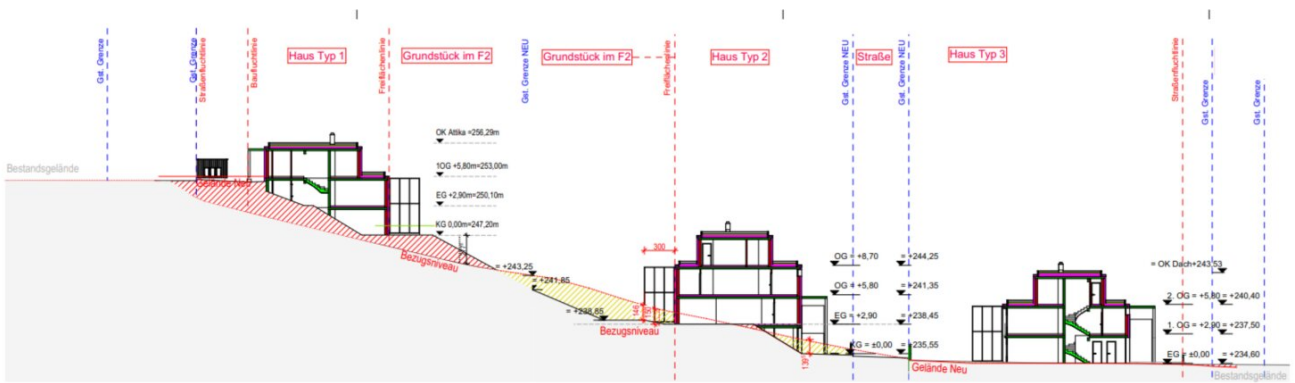 Gst. Grenze
Gst. Grenze
Straßenfluchtlinie
Baufluchtlinie
Haus Typ 1
Freiflächenlinie
Grundstück im F2
Gst. Grenze NEU
Grundstück im F2
Freiflächenlinie
Haus Typ 2
Gst. Grenze NEU
Straße
Gst. Grenze NEU
Haus Typ 3
Straßenfluchtlinie
Gst. Grenze
Gst. Grenze
OK Attika =256,29m
1OG +5,80m=253,00m
EG +2,90m=250,10m
KG 0,00m=247,20m
Bestandsgelände
Gelände Neu
Bezugsniveau
= +243,25
= +241,85
= +238,85
Bezugsniveau
300
146
150
OG = +8,70 = +244,25
OG = +5,80 = +241,35
EG = +2,90 = +238,45
KG = ±0,00 = +235,55
139
Gelände Neu
= OK Dach+243,53
2. OG = +5,80 = +240,40
1. OG = +2,90 = +237,50
EG = ±0,00 = +234,60
Bestandsgelände